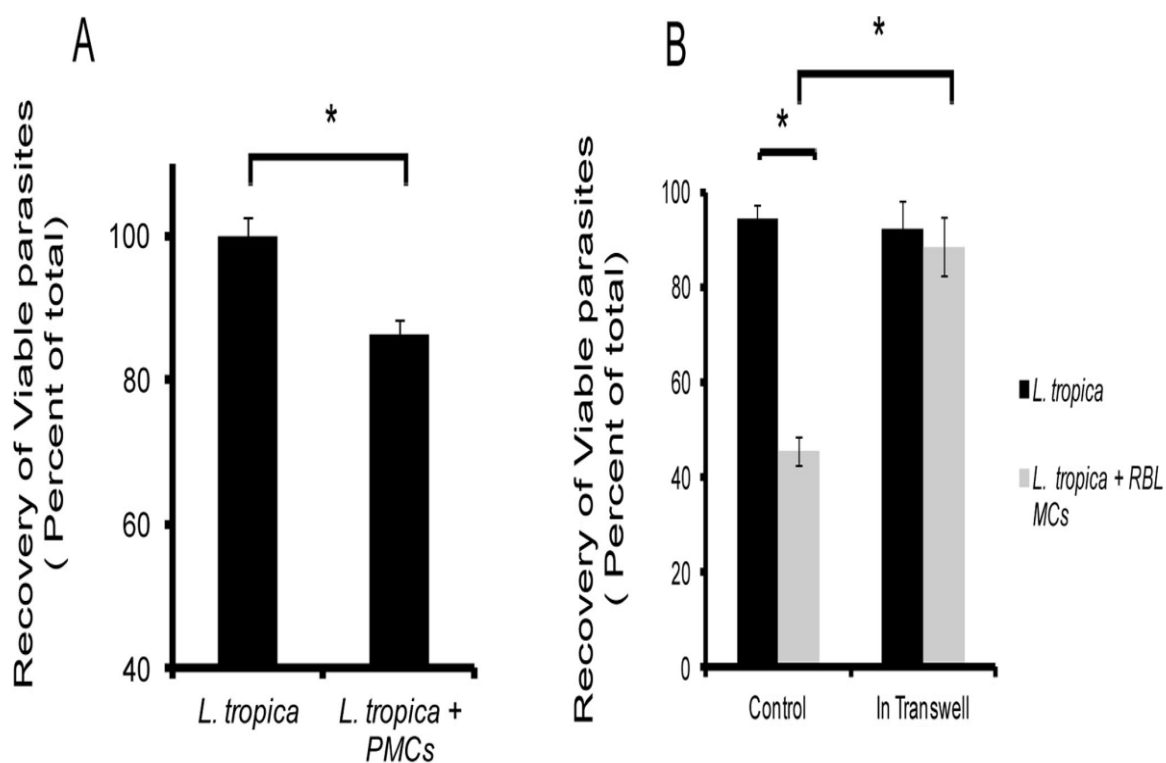 A
*
Recovery of Viable parasites
( Percent of total)
100
80
60
40
L. tropica
L. tropica +
PMCs
B
*
*
Recovery of Viable parasites
( Percent of total)
100
80
60
40
20
0
Control
In Transwell
L. tropica
L. tropica + RBL
MCs